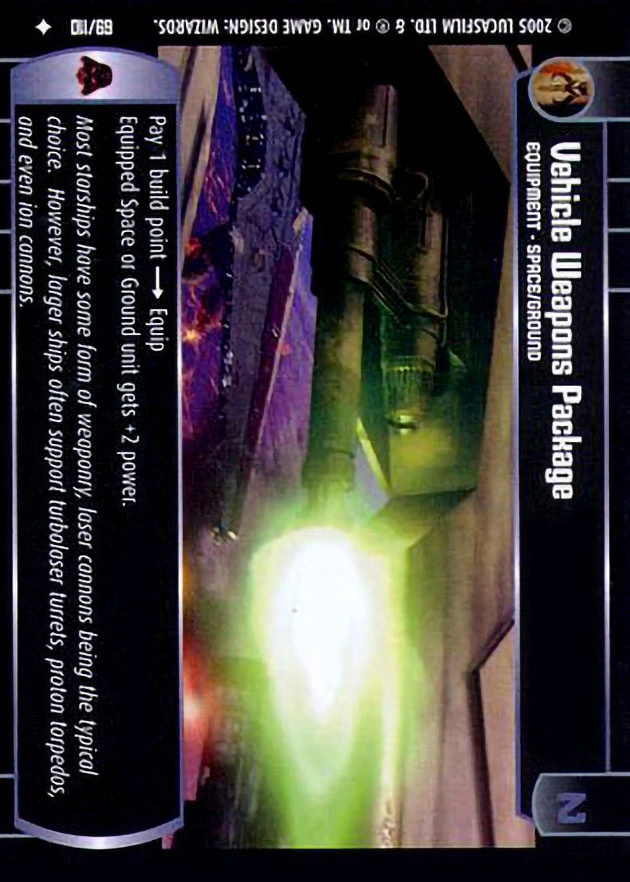 Vehicle Weapons Package
EQUIPMENT - SPACE/GROUND
2
Pay 1 build point → Equip
Equipped Space or Ground unit gets +2 power.
Most starships have some form of weaponry, laser cannons being the typical
choice. However, larger ships often support turbolaser turrets, proton torpedos,
and even ion cannons.
© 2005 LUCASFILM LTD. & ® or TM. GAME DESIGN: WIZARDS.